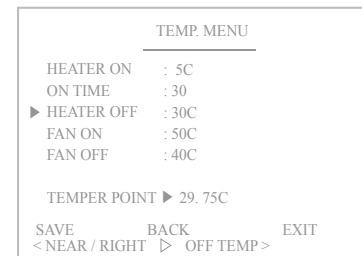 TEMP. MENU
HEATER ON : 5C
ON TIME : 30
▶ HEATER OFF : 30C
FAN ON : 50C
FAN OFF : 40C
TEMPER POINT ▶ 29. 75C
SAVE BACK EXIT
< NEAR / RIGHT ▷ OFF TEMP >